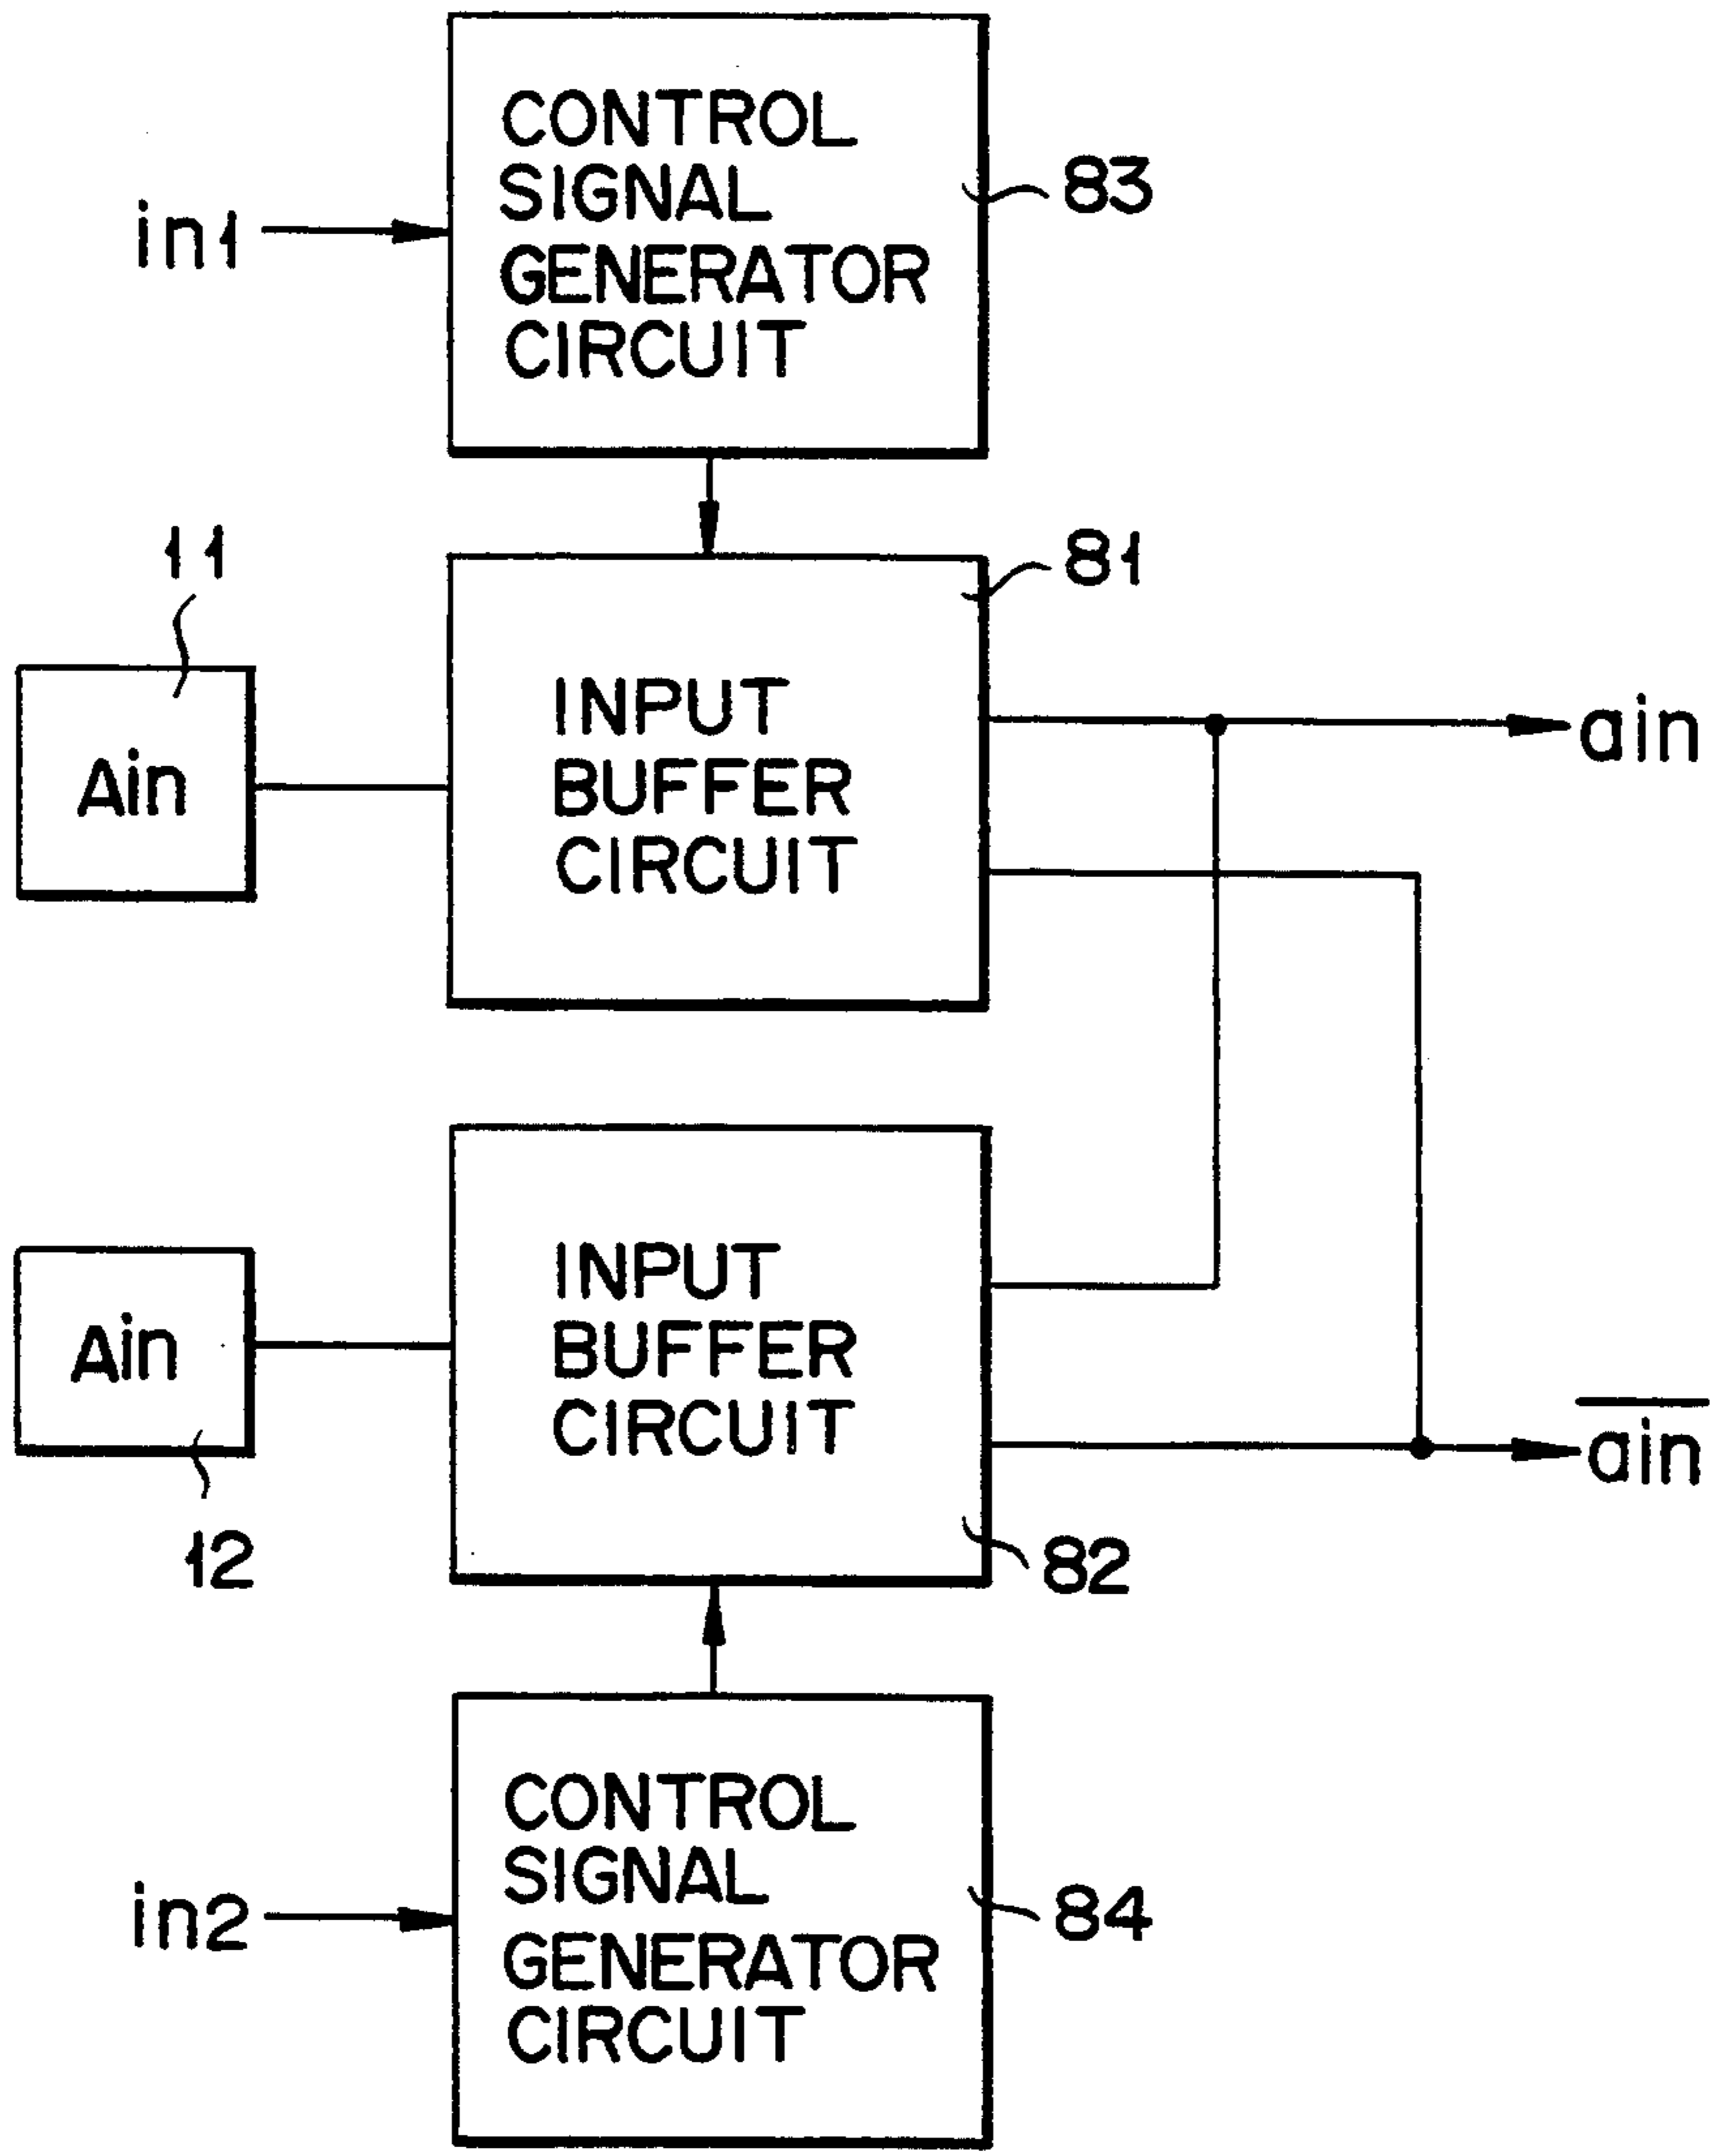 CONTROL
SIGNAL
GENERATOR
CIRCUIT
83
in1
11
81
Ain
INPUT
BUFFER
CIRCUIT
ain
Ain
INPUT
BUFFER
CIRCUIT
a̅i̅n̅
12
82
CONTROL
SIGNAL
GENERATOR
CIRCUIT
in2
84